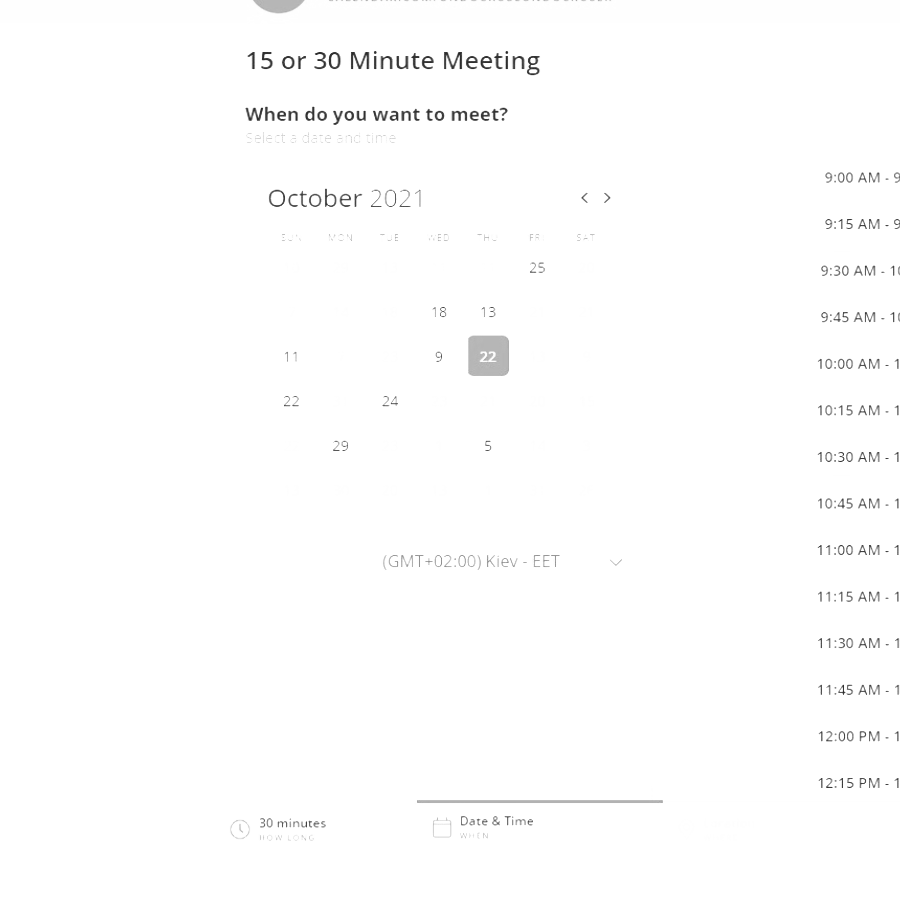 15 or 30 Minute Meeting
When do you want to meet?
Select a date and time
October 2021
SUN MON TUE WED THU FRI SAT
25
18 13
11 9 22
22 24
29 5
(GMT+02:00) Kiev - EET
9:00 AM - 9
9:15 AM - 9
9:30 AM - 10
9:45 AM - 10
10:00 AM - 1
10:15 AM - 1
10:30 AM - 1
10:45 AM - 1
11:00 AM - 1
11:15 AM - 1
11:30 AM - 1
11:45 AM - 1
12:00 PM - 1
12:15 PM - 1
30 minutes
HOW LONG
Date & Time
WHEN